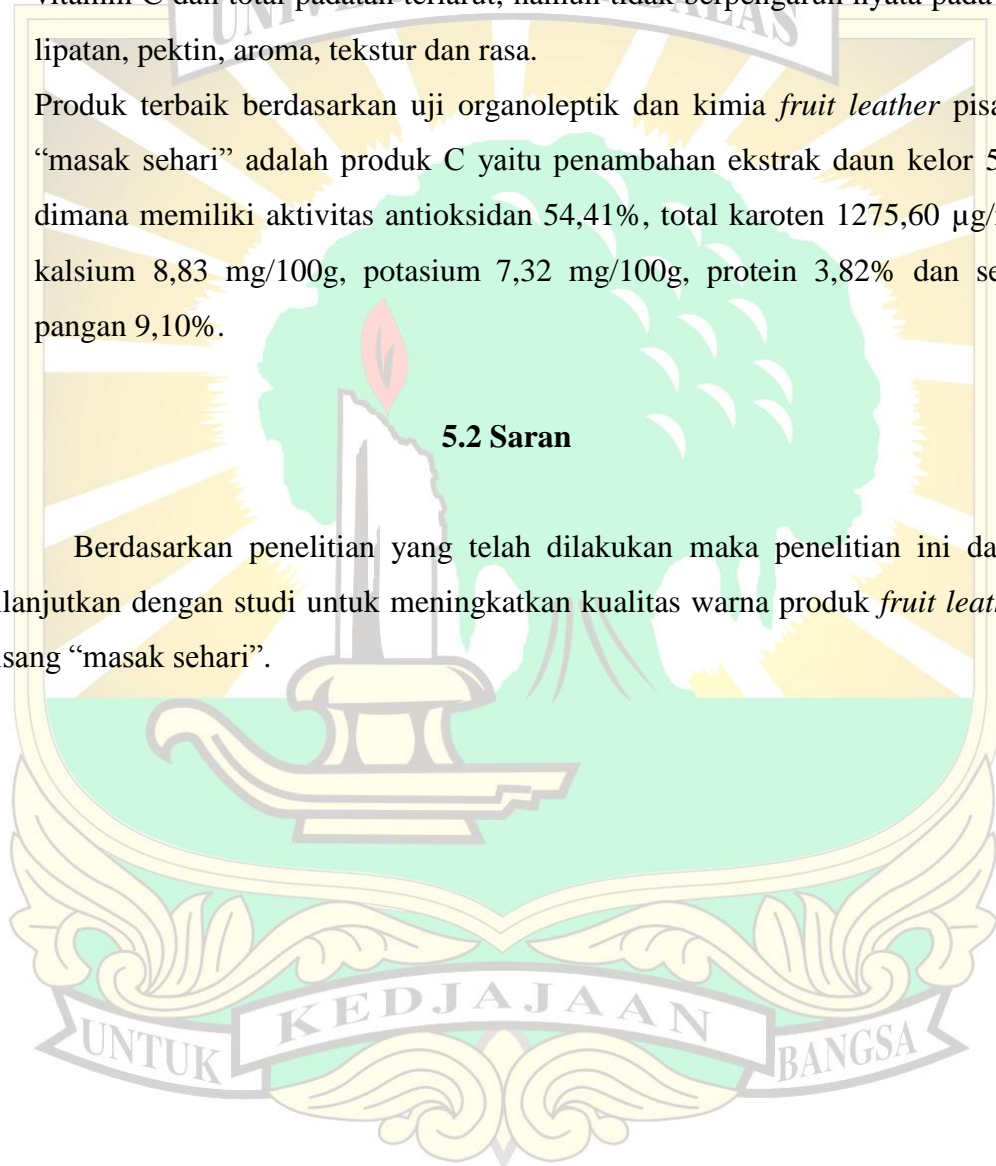 vitamin C dan total padatan terlarut, namun tidak berpengaruh nyata pada
lipatan, pektin, aroma, tekstur dan rasa.
Produk terbaik berdasarkan uji organoleptik dan kimia fruit leather pisa
“masak sehari” adalah produk C yaitu penambahan ekstrak daun kelor 5
dimana memiliki aktivitas antioksidan 54,41%, total karoten 1275,60 µg/
kalsium 8,83 mg/100g, potasium 7,32 mg/100g, protein 3,82% dan se
pangan 9,10%.
5.2 Saran
Berdasarkan penelitian yang telah dilakukan maka penelitian ini da
ilanjutkan dengan studi untuk meningkatkan kualitas warna produk fruit leath
isang “masak sehari”.
UNTUK KEDJAJAAN BANGSA